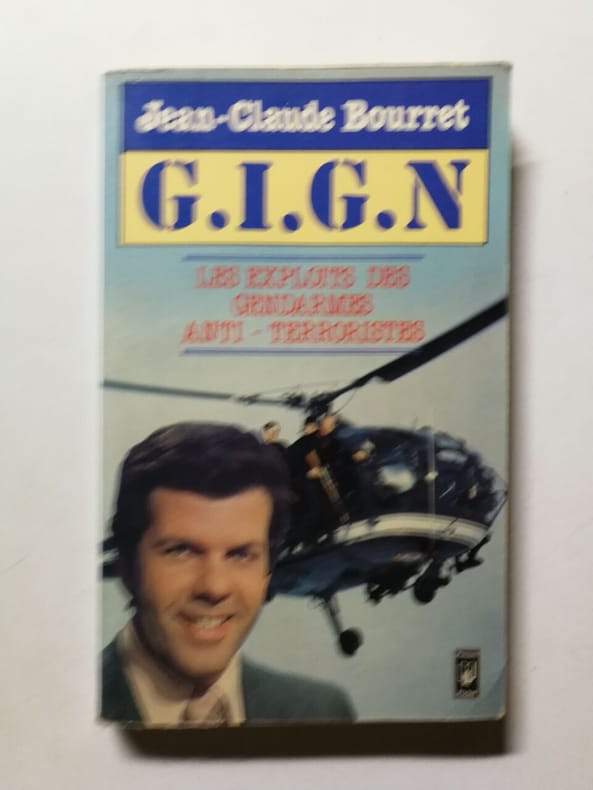 Jean-Claude Bourret
G.I.G.N
LES EXPLOITS DES
GENDARMES
ANTI - TERRORISTES